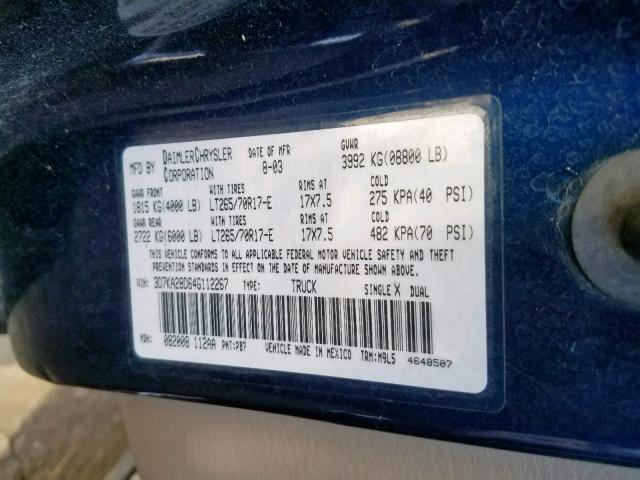 MFD BY DAIMLERCHRYSLER CORPORATION DATE OF MFR 8-03 GVWR 3992 KG(08800 LB)
GAWR FRONT WITH TIRES RIMS AT COLD
1815 KG(4000 LB) LT265/70R17-E 17X7.5 275 KPA(40 PSI)
GAWR REAR WITH TIRES RIMS AT COLD
2722 KG(6000 LB) LT265/70R17-E 17X7.5 482 KPA(70 PSI)
THIS VEHICLE CONFORMS TO ALL APPLICABLE FEDERAL MOTOR VEHICLE SAFETY AND THEFT
PREVENTION STANDARDS IN EFFECT ON THE DATE OF MANUFACTURE SHOWN ABOVE.
VIN: 3D7KA28D64G112267 TYPE: TRUCK SINGLE X DUAL
MDH: 082008 112AA PNT:PB7 VEHICLE MADE IN MEXICO TRM:M9L5 4648507